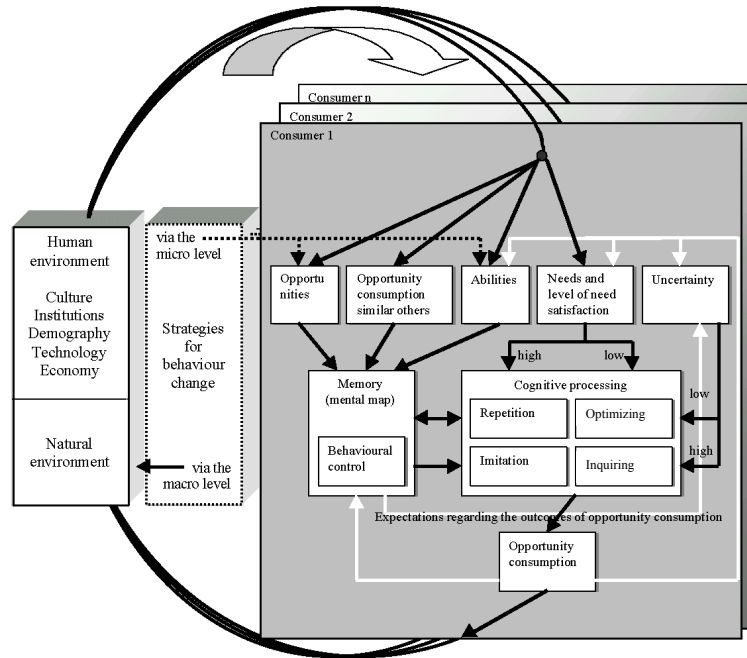 Consumer n
Consumer 2
Consumer 1
Human
environment
Culture
Institutions
Demography
Technology
Economy
Natural
environment
via the
micro level
Strategies
for
behaviour
change
via the
macro level
Opportu
nities
Opportunity
consumption
similar others
Abilities
Needs and
level of need
satisfaction
Uncertainty
high
low
Memory
(mental map)
Behavioural
control
Cognitive processing
Repetition
Optimizing
Imitation
Inquiring
low
high
Expectations regarding the outcomes of opportunity consumption
Opportunity
consumption